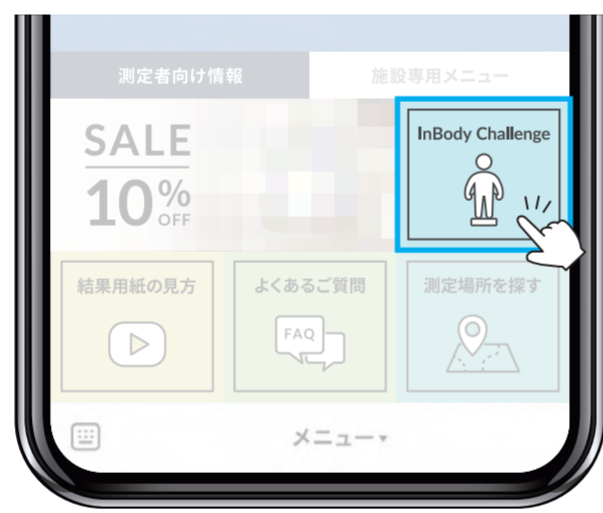 測定者向け情報
施設専用メニュー
SALE
10%
OFF
InBody Challenge
結果用紙の見方
よくあるご質問
FAQ
測定場所を探す
メニュー▾